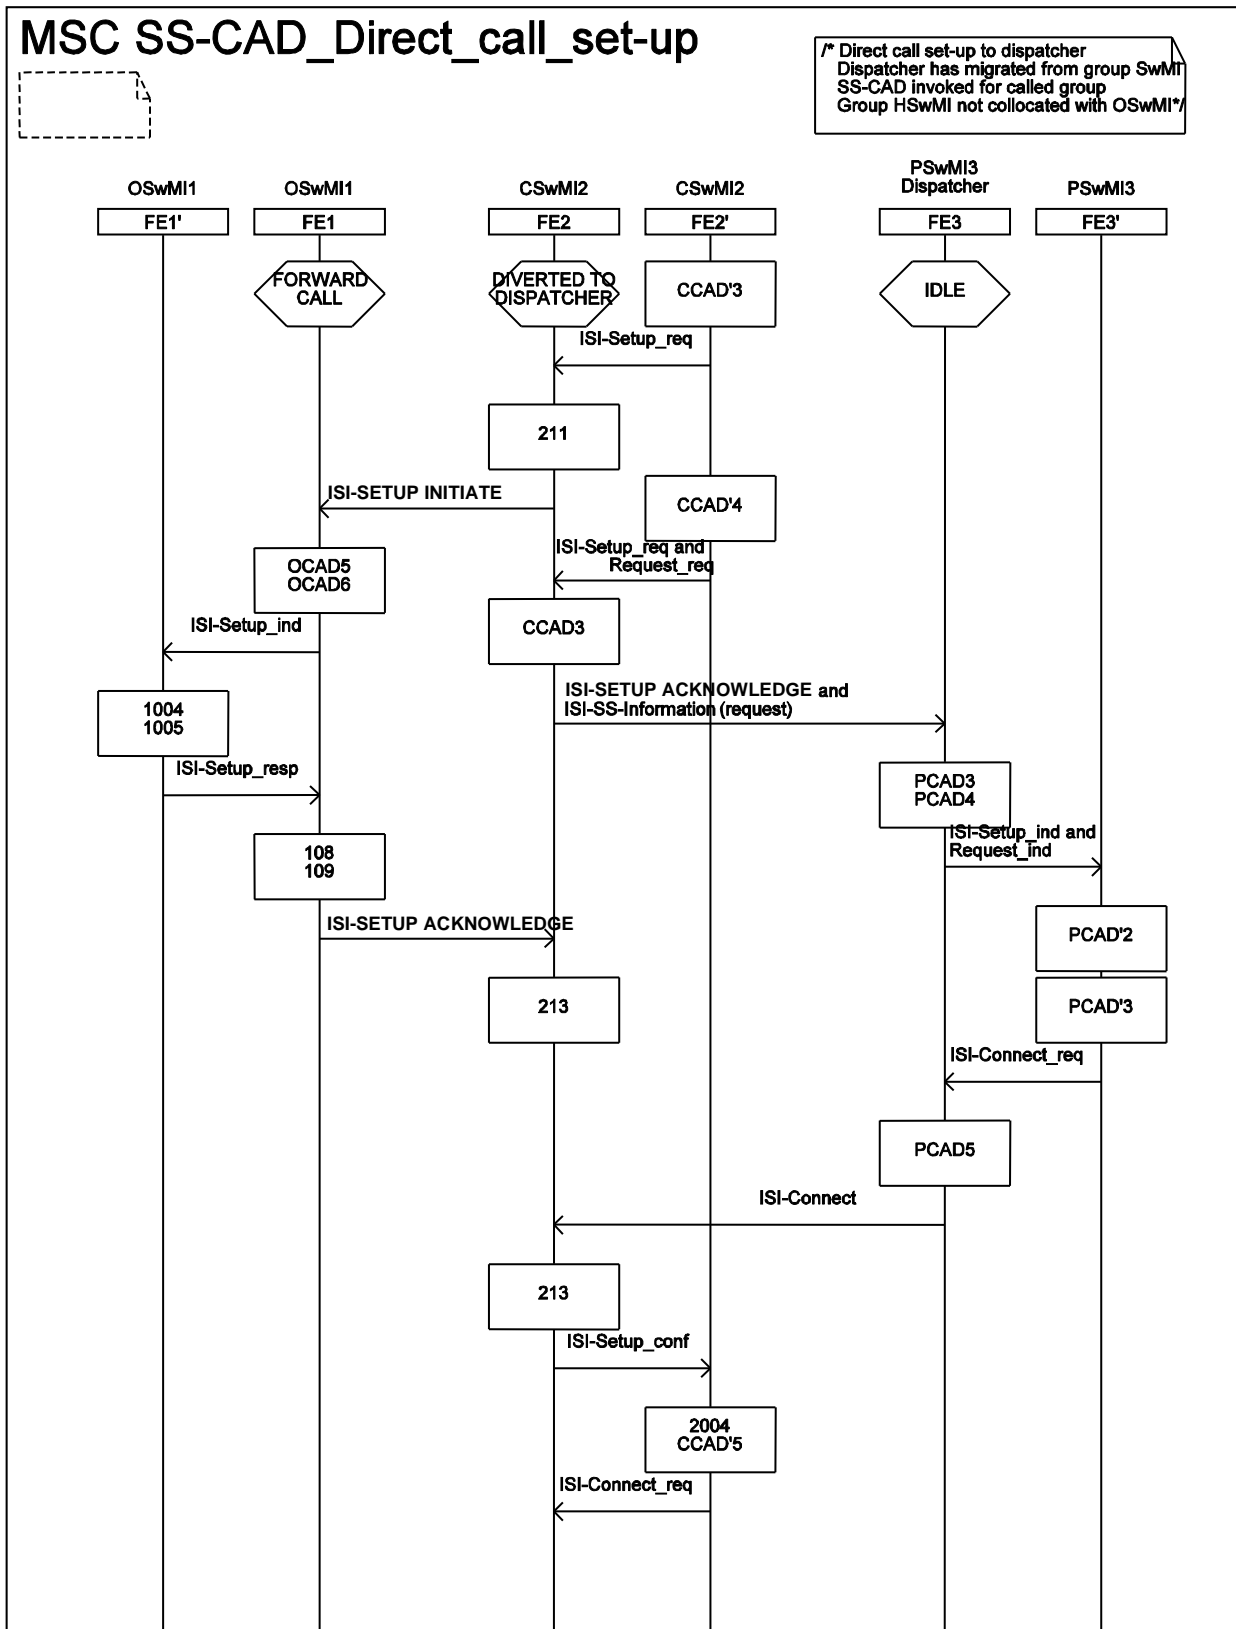 MSC SS-CAD_Direct_call_set-up
/* Direct call set-up to dispatcher
Dispatcher has migrated from group SwMI
SS-CAD invoked for called group
Group HSwMI not collocated with OSwMI*/
OSwMI1
OSwMI1
CSwMI2
CSwMI2
PSwMI3
Dispatcher
PSwMI3
FE1'
FE1
FE2
FE2'
FE3
FE3'
FORWARD
CALL
DIVERTED TO
DISPATCHER
CCAD'3
IDLE
ISI-Setup_req
211
ISI-SETUP INITIATE
CCAD'4
ISI-Setup_req and
Request_req
OCAD5
OCAD6
CCAD3
ISI-Setup_ind
ISI-SETUP ACKNOWLEDGE and
ISI-SS-Information (request)
1004
1005
ISI-Setup_resp
PCAD3
PCAD4
ISI-Setup_ind and
Request_ind
108
109
ISI-SETUP ACKNOWLEDGE
PCAD'2
213
PCAD'3
ISI-Connect_req
PCAD5
ISI-Connect
213
ISI-Setup_conf
2004
CCAD'5
ISI-Connect_req